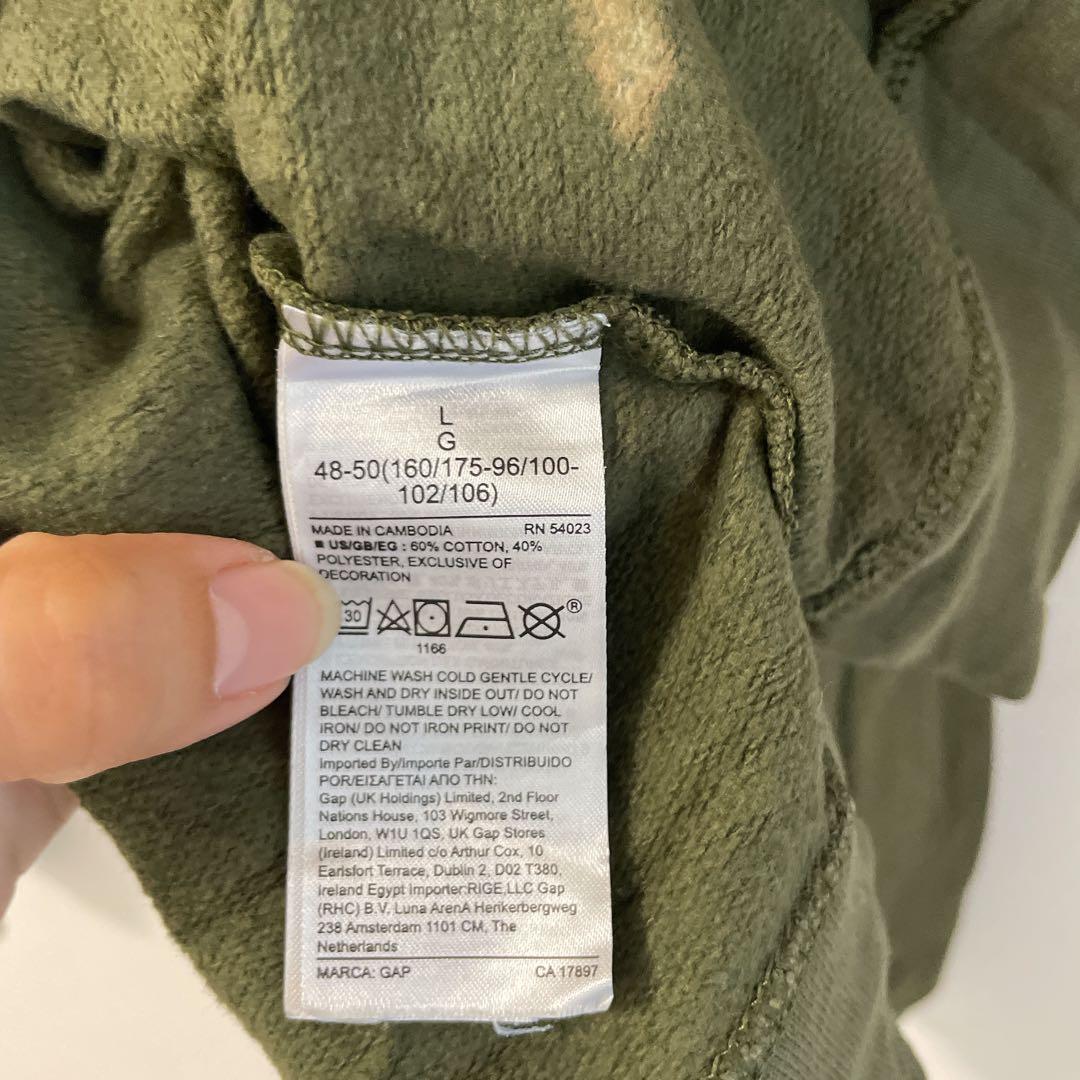 L
G
48-50(160/175-96/100-
102/106)
MADE IN CAMBODIA RN 54023
■ US/GB/EG : 60% COTTON, 40%
POLYESTER, EXCLUSIVE OF
DECORATION
30 ®
1166
MACHINE WASH COLD GENTLE CYCLE/
WASH AND DRY INSIDE OUT/ DO NOT
BLEACH/ TUMBLE DRY LOW/ COOL
IRON/ DO NOT IRON PRINT/ DO NOT
DRY CLEAN
Imported By/Importe Par/DISTRIBUIDO
POR/ΕΙΣΑΓΕΤΑΙ ΑΠΟ ΤΗΝ:
Gap (UK Holdings) Limited, 2nd Floor
Nations House, 103 Wigmore Street,
London, W1U 1QS, UK Gap Stores
(Ireland) Limited c/o Arthur Cox, 10
Earlsfort Terrace, Dublin 2, D02 T380,
Ireland Egypt Importer:RIGE,LLC Gap
(RHC) B.V, Luna ArenA Herikerbergweg
238 Amsterdam 1101 CM, The
Netherlands
MARCA: GAP CA 17897